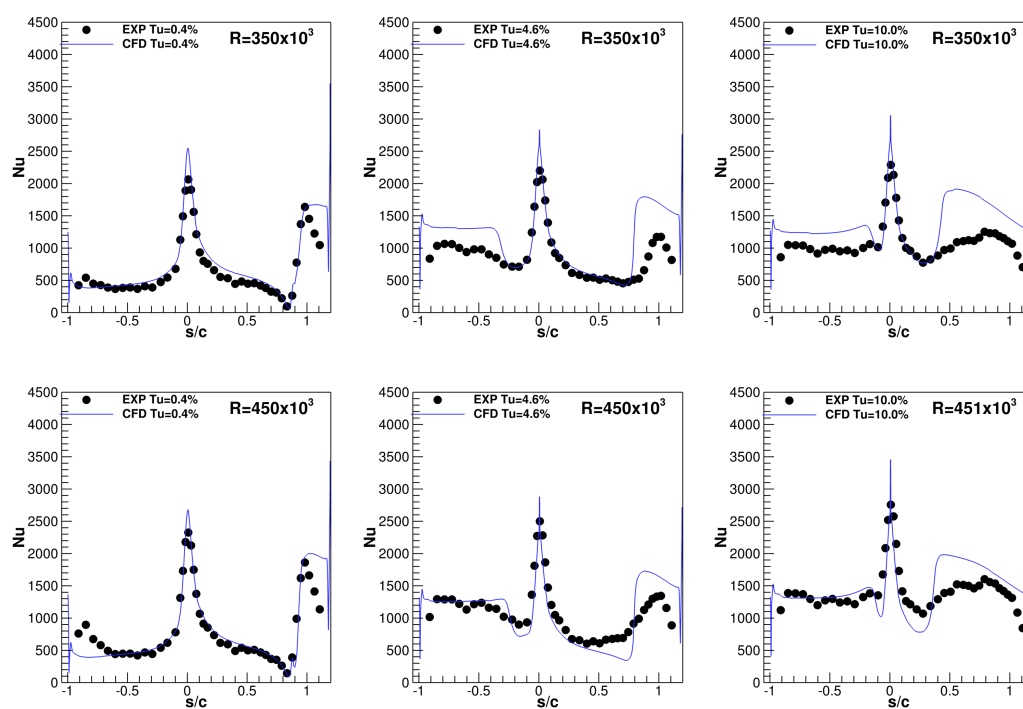 EXP Tu=0.4%
CFD Tu=0.4%
R=350x10³
Nu
4500
4000
3500
3000
2500
2000
1500
1000
500
0
-1 -0.5 0 0.5 1
s/c
EXP Tu=4.6%
CFD Tu=4.6%
R=350x10³
Nu
4500
4000
3500
3000
2500
2000
1500
1000
500
0
-1 -0.5 0 0.5 1
s/c
EXP Tu=10.0%
CFD Tu=10.0%
R=350x10³
Nu
4500
4000
3500
3000
2500
2000
1500
1000
500
0
-1 -0.5 0 0.5 1
s/c
EXP Tu=0.4%
CFD Tu=0.4%
R=450x10³
Nu
4500
4000
3500
3000
2500
2000
1500
1000
500
0
-1 -0.5 0 0.5 1
s/c
EXP Tu=4.6%
CFD Tu=4.6%
R=450x10³
Nu
4500
4000
3500
3000
2500
2000
1500
1000
500
0
-1 -0.5 0 0.5 1
s/c
EXP Tu=10.0%
CFD Tu=10.0%
R=451x10³
Nu
4500
4000
3500
3000
2500
2000
1500
1000
500
0
-1 -0.5 0 0.5 1
s/c